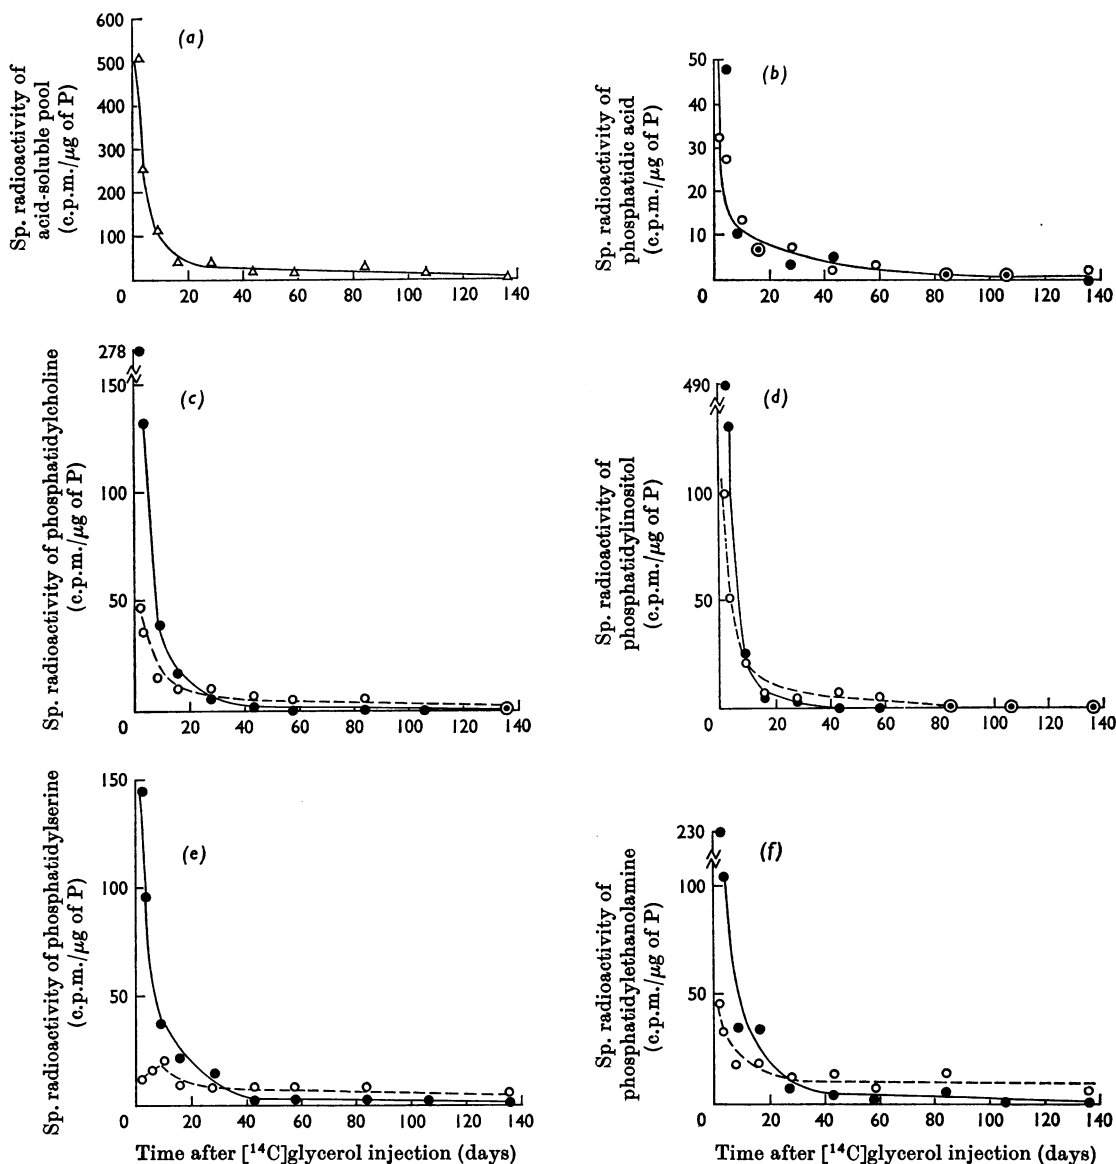 Sp. radioactivity of
acid-soluble pool
(c.p.m./μg of P)
600
500
400
300
200
100
(a)
0 20 40 60 80 100 120 140
Sp. radioactivity of
phosphatidic acid
(c.p.m./μg of P)
50
40
30
20
10
(b)
0 20 40 60 80 100 120 140
Sp. radioactivity of phosphatidylcholine
(c.p.m./μg of P)
278
150
100
50
(c)
0 20 40 60 80 100 120 140
Sp. radioactivity of
phosphatidylinositol
(c.p.m./μg of P)
490
100
50
(d)
0 20 40 60 80 100 120 140
Sp. radioactivity of phosphatidylserine
(c.p.m./μg of P)
150
100
50
(e)
0 20 40 60 80 100 120 140
Time after [¹⁴C]glycerol injection (days)
Sp. radioactivity of
phosphatidylethanolamine
(c.p.m./μg of P)
230
100
50
(f)
0 20 40 60 80 100 120 140
Time after [¹⁴C]glycerol injection (days)